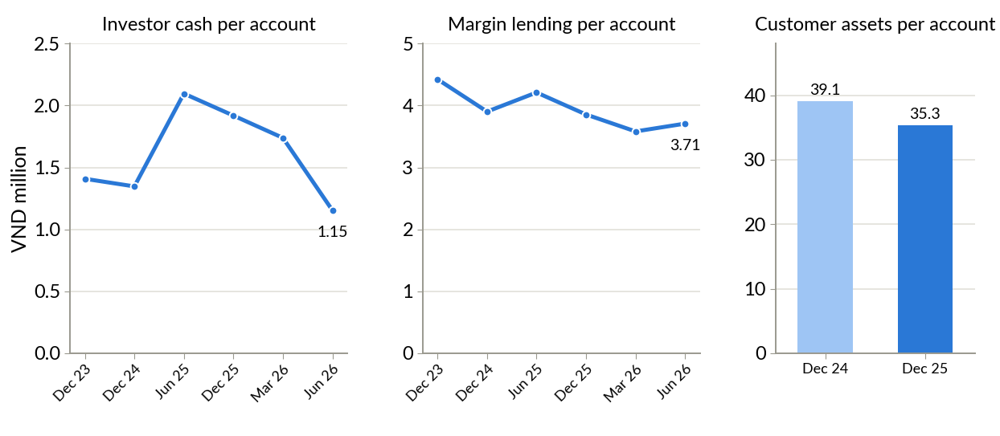 Investor cash per account
VND million
2.5
2.0
1.5
1.0
0.5
0.0
1.15
Dec 23
Dec 24
Jun 25
Dec 25
Mar 26
Jun 26
Margin lending per account
5
4
3
2
1
0
3.71
Dec 23
Dec 24
Jun 25
Dec 25
Mar 26
Jun 26
Customer assets per account
40
30
20
10
0
39.1
35.3
Dec 24
Dec 25